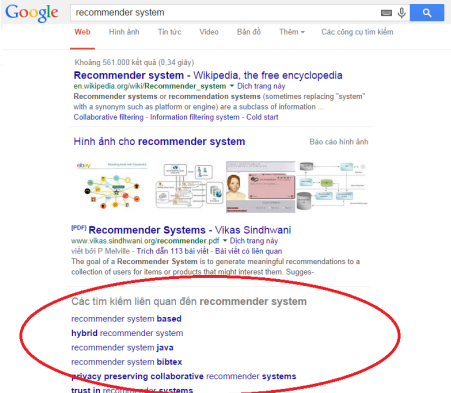 Google recommender system
Web Hình ảnh Tin tức Video Bản đồ Thêm Các công cụ tìm kiếm
Khoảng 561.000 kết quả (0,34 giây)
Recommender system - Wikipedia, the free encyclopedia
en.wikipedia.org/wiki/Recommender_system Dịch trang này
Recommender systems or recommendation systems (sometimes replacing "system"
with a synonym such as platform or engine) are a subclass of information ...
Collaborative filtering - Information filtering system - Cold start
Hình ảnh cho recommender system Báo cáo hình ảnh
ebay
[PDF] Recommender Systems - Vikas Sindhwani
www.vikas.sindhwani.org/recommender.pdf Dịch trang này
viết bởi P Melville - Trích dẫn 113 bài viết - Bài viết có liên quan
The goal of a Recommender System is to generate meaningful recommendations to a
collection of users for items or products that might interest them. Sugges-.
Các tìm kiếm liên quan đến recommender system
recommender system based
hybrid recommender system
recommender system java
recommender system bibtex
privacy preserving collaborative recommender systems
trust in recommender systems